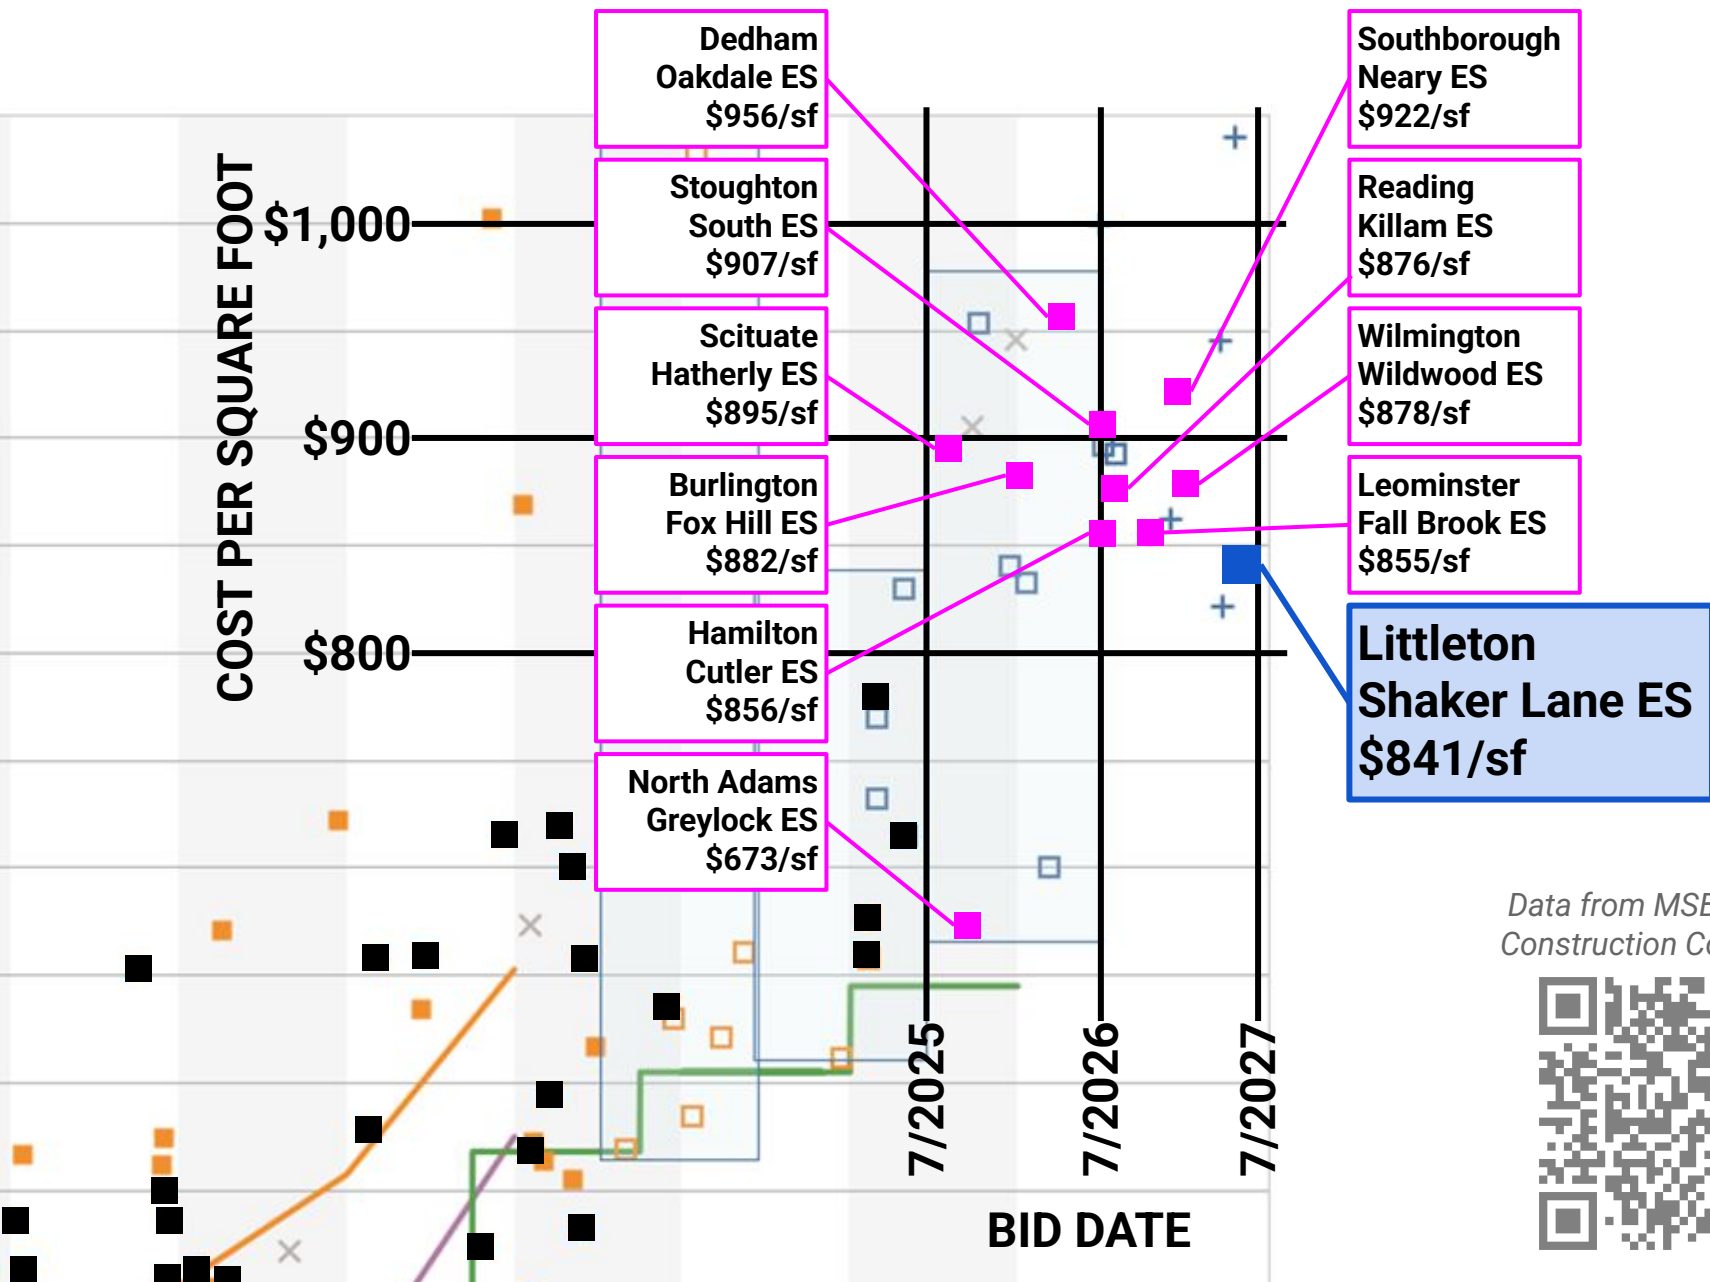 Dedham
Oakdale ES
$956/sf
Stoughton
South ES
$907/sf
Scituate
Hatherly ES
$895/sf
Burlington
Fox Hill ES
$882/sf
Hamilton
Cutler ES
$856/sf
North Adams
Greylock ES
$673/sf
Southborough
Neary ES
$922/sf
Reading
Killam ES
$876/sf
Wilmington
Wildwood ES
$878/sf
Leominster
Fall Brook ES
$855/sf
Littleton
Shaker Lane ES
$841/sf
COST PER SQUARE FOOT
$1,000
$900
$800
7/2025
7/2026
7/2027
BID DATE
Data from
Construction